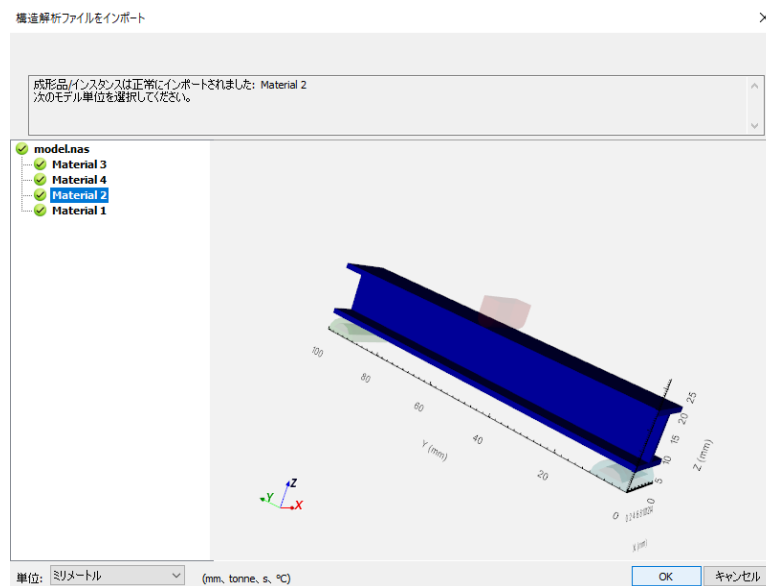 構造解析ファイルをインポート
成形品/インスタンスは正常にインポートされました: Material 2
次のモデル単位を選択してください。
model.nas
Material 3
Material 4
Material 2
Material 1
100
80
60
40
20
0
Y (mm)
0
5
10
15
20
25
Z (mm)
0
X (mm)
Z
Y
X
単位:
ミリメートル
(mm、tonne、s、℃)
OK
キャンセル